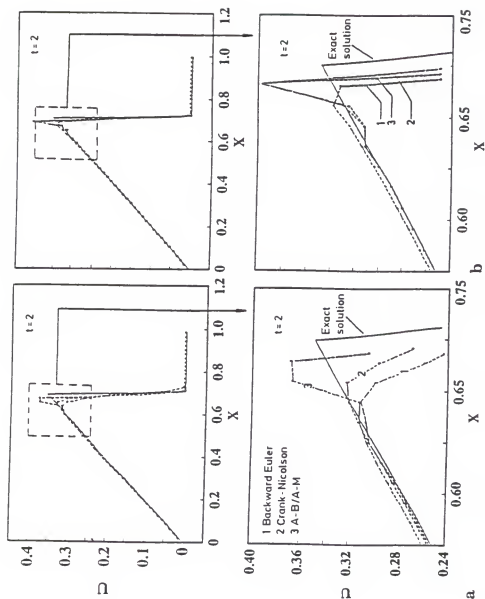 t = 2
U
0.4
0.3
0.2
0.1
0
0
0.2
0.4
0.6
0.8
1.0
1.2
X
t = 2
0
0.2
0.4
0.6
0.8
1.0
1.2
X
1 Backward Euler
2 Crank-Nicolson
3 A-B/A-M
t = 2
Exact
solution
3
2
1
U
0.40
0.36
0.32
0.28
0.24
0.60
0.65
0.75
X
a
t = 2
Exact
solution
1
3
2
0.60
0.65
0.75
X
b